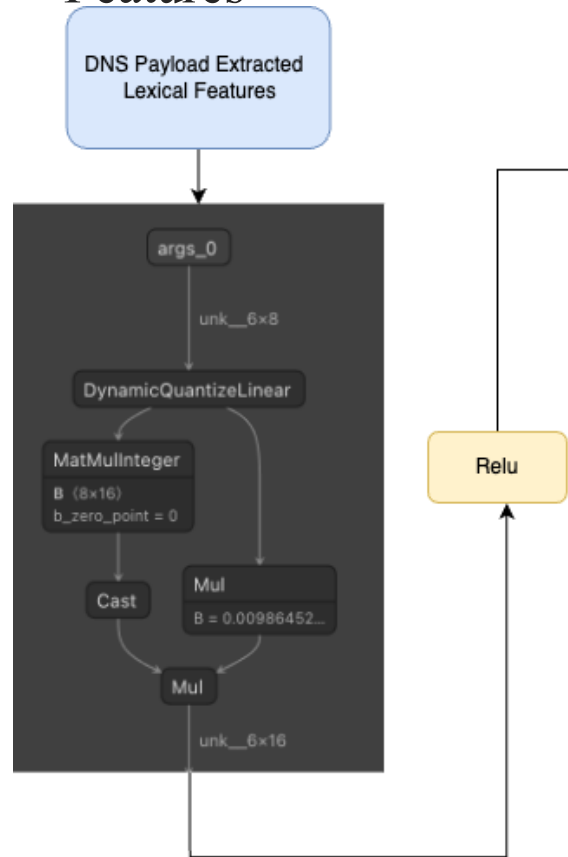 Features
DNS Payload Extracted
Lexical Features
args_0
unk__6×8
DynamicQuantizeLinear
MatMulInteger
B (8×16)
b_zero_point = 0
Cast
Mul
B = 0.00986452...
Mul
unk__6×16
Relu